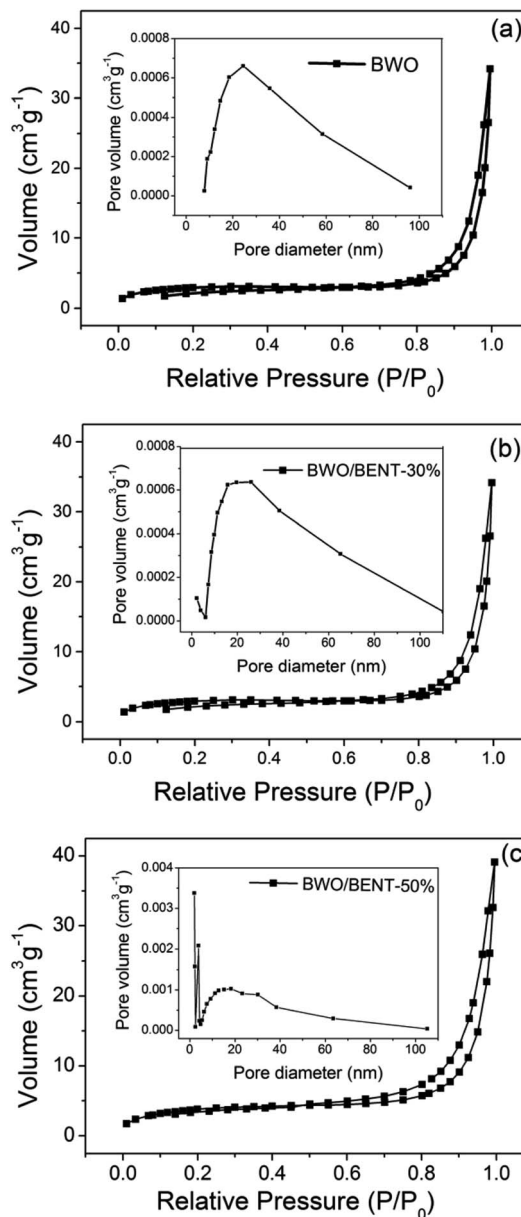 (a)
BWO
Pore volume (cm³g⁻¹)
0.0008
0.0006
0.0004
0.0002
0.0000
0 20 40 60 80 100
Pore diameter (nm)
Volume (cm³g⁻¹)
40
30
20
10
0
0.0 0.2 0.4 0.6 0.8 1.0
Relative Pressure (P/P₀)
(b)
BWO/BENT-30%
Pore volume (cm³g⁻¹)
0.0008
0.0006
0.0004
0.0002
0.0000
0 20 40 60 80 100
Pore diameter (nm)
Volume (cm³g⁻¹)
40
30
20
10
0
0.0 0.2 0.4 0.6 0.8 1.0
Relative Pressure (P/P₀)
(c
BWO/BENT-50%
Pore volume (cm³g⁻¹)
0.004
0.003
0.002
0.001
0.000
0 20 40 60 80 100
Pore diameter (nm)
Volume (cm³g⁻¹)
40
30
20
10
0
0.0 0.2 0.4 0.6 0.8 1.0
Relative Pressure (P/P₀)